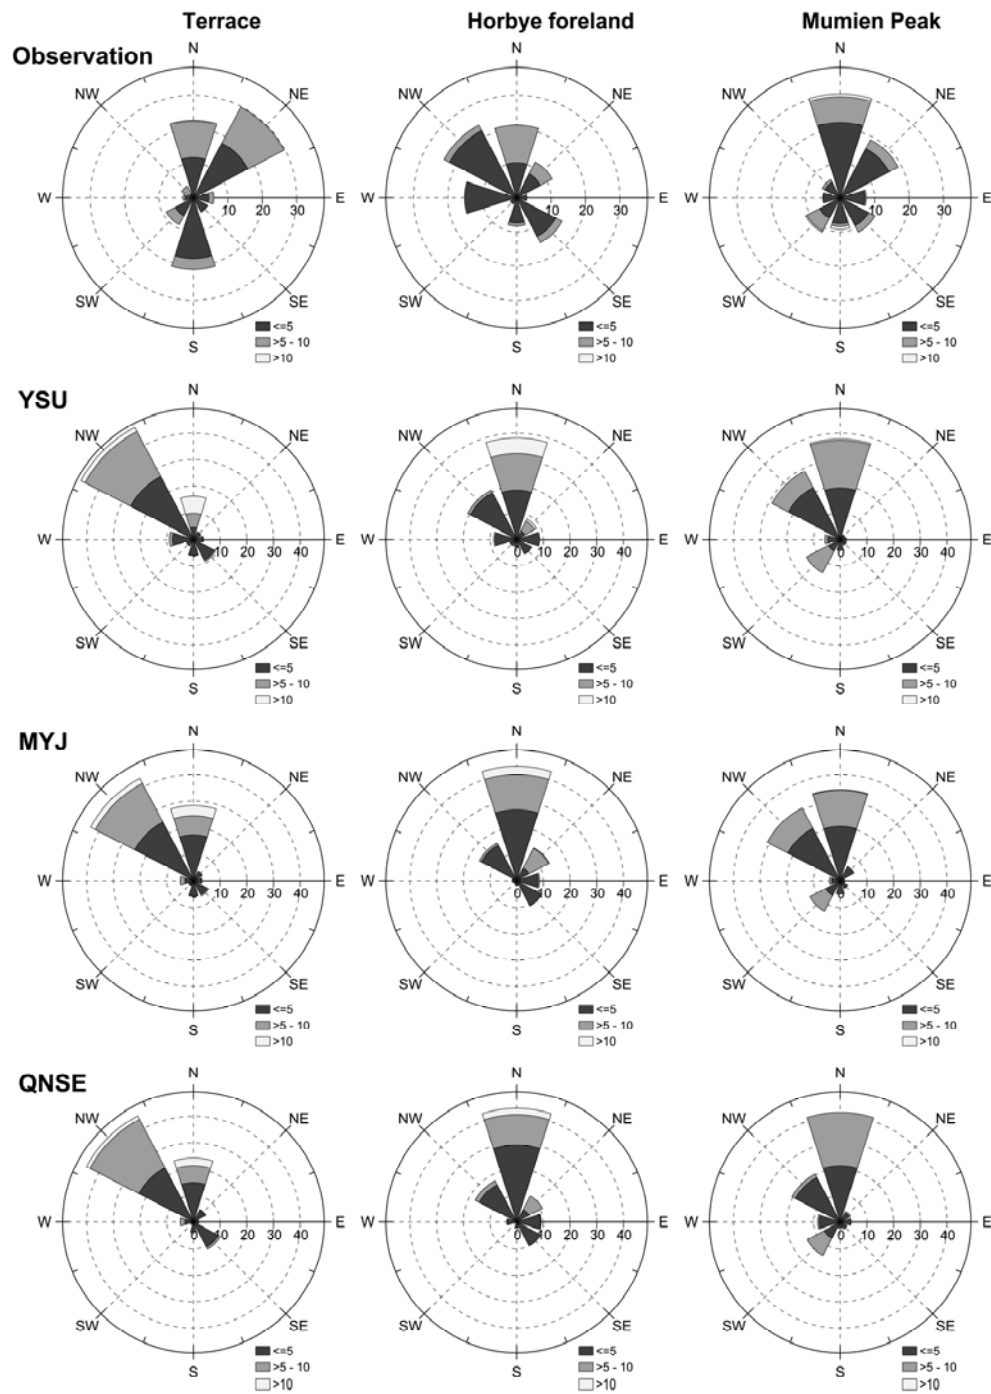 Terrace Horbye foreland Mumien Peak
Observation
N N N
NW NE NW NE NW NE
W 10 20 30 E W 10 20 30 E W 10 20 30 E
SW SE SW SE SW SE
<=5 <=5 <=5
S >5 - 10 S >5 - 10 S >5 - 10
>10 >10 >10
YSU
N N N
NW NE NW NE NW NE
W 0 10 20 30 40 E W 0 10 20 30 40 E W 0 10 20 30 40 E
SW SE SW SE SW SE
<=5 <=5 <=5
S >5 - 10 S >5 - 10 S >5 - 10
>10 >10 >10
MYJ
N N N
NW NE NW NE NW NE
W 0 10 20 30 40 E W 0 10 20 30 40 E W 0 10 20 30 40 E
SW SE SW SE SW SE
<=5 <=5 <=5
S >5 - 10 S >5 - 10 S >5 - 10
>10 >10 >10
QNSE
N N N
NW NE NW NE NW NE
W 0 10 20 30 40 E W 0 10 20 30 40 E W 0 10 20 30 40 E
SW SE SW SE SW SE
<=5 <=5 <=5
S >5 - 10 S >5 - 10 S >5 - 10
>10 >10 >10